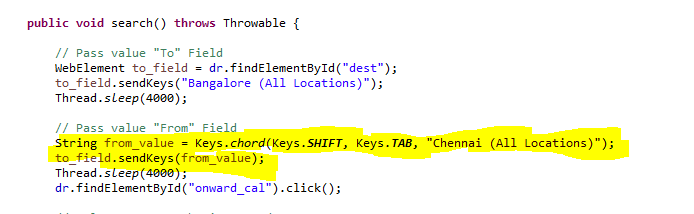 public void search() throws Throwable {
// Pass value "To" Field
WebElement to_field = dr.findElementById("dest");
to_field.sendKeys("Bangalore (All Locations)");
Thread.sleep(4000);
// Pass value "From" Field
String from_value = Keys.chord(Keys.SHIFT, Keys.TAB, "Chennai (All Locations)");
to_field.sendKeys(from_value);
Thread.sleep(4000);
dr.findElementById("onward_cal").click();